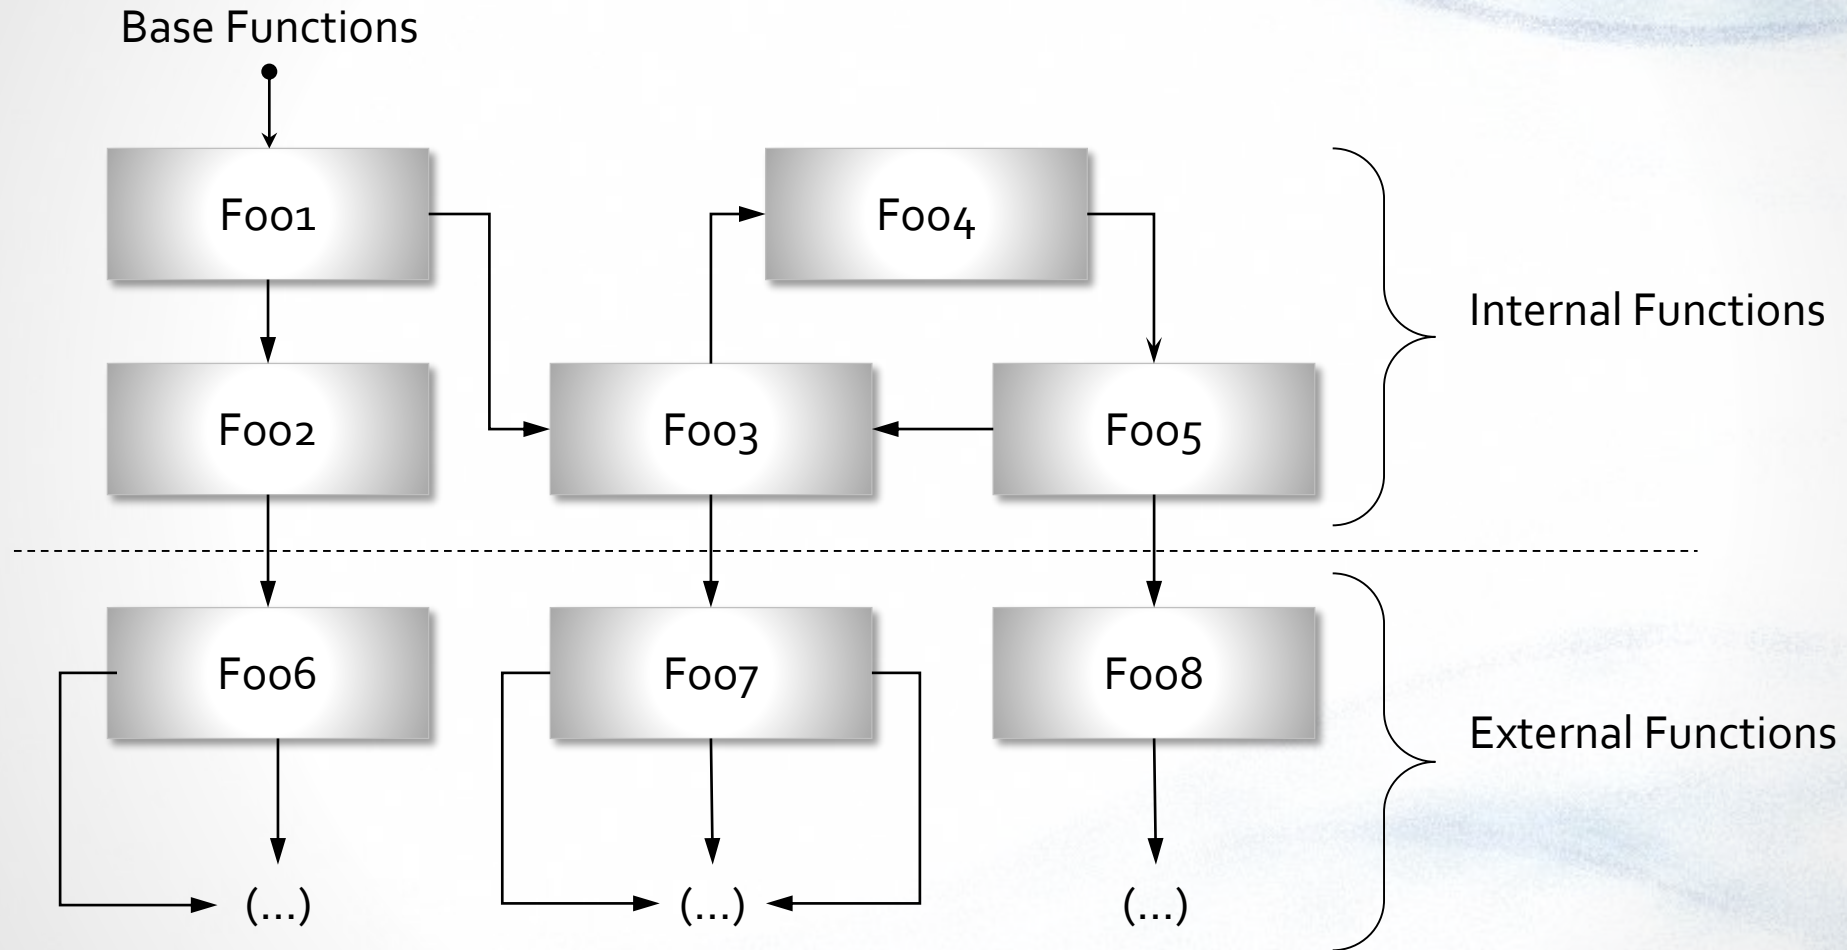 Base Functions
Foo1
Foo4
Internal Functions
Foo2
Foo3
Foo5
Foo6
Foo7
Foo8
External Functions
(...)
(...)
(...)